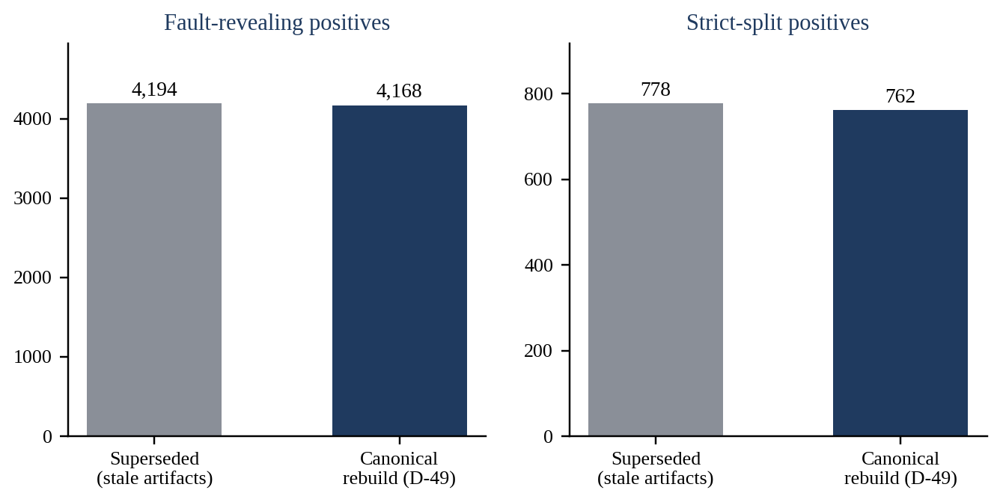 Fault-revealing positives
4,194
4,168
4000
3000
2000
1000
0
Superseded
(stale artifacts)
Canonical
rebuild (D-49)
Strict-split positives
778
762
800
600
400
200
0
Superseded
(stale artifacts)
Canonical
rebuild (D-49)